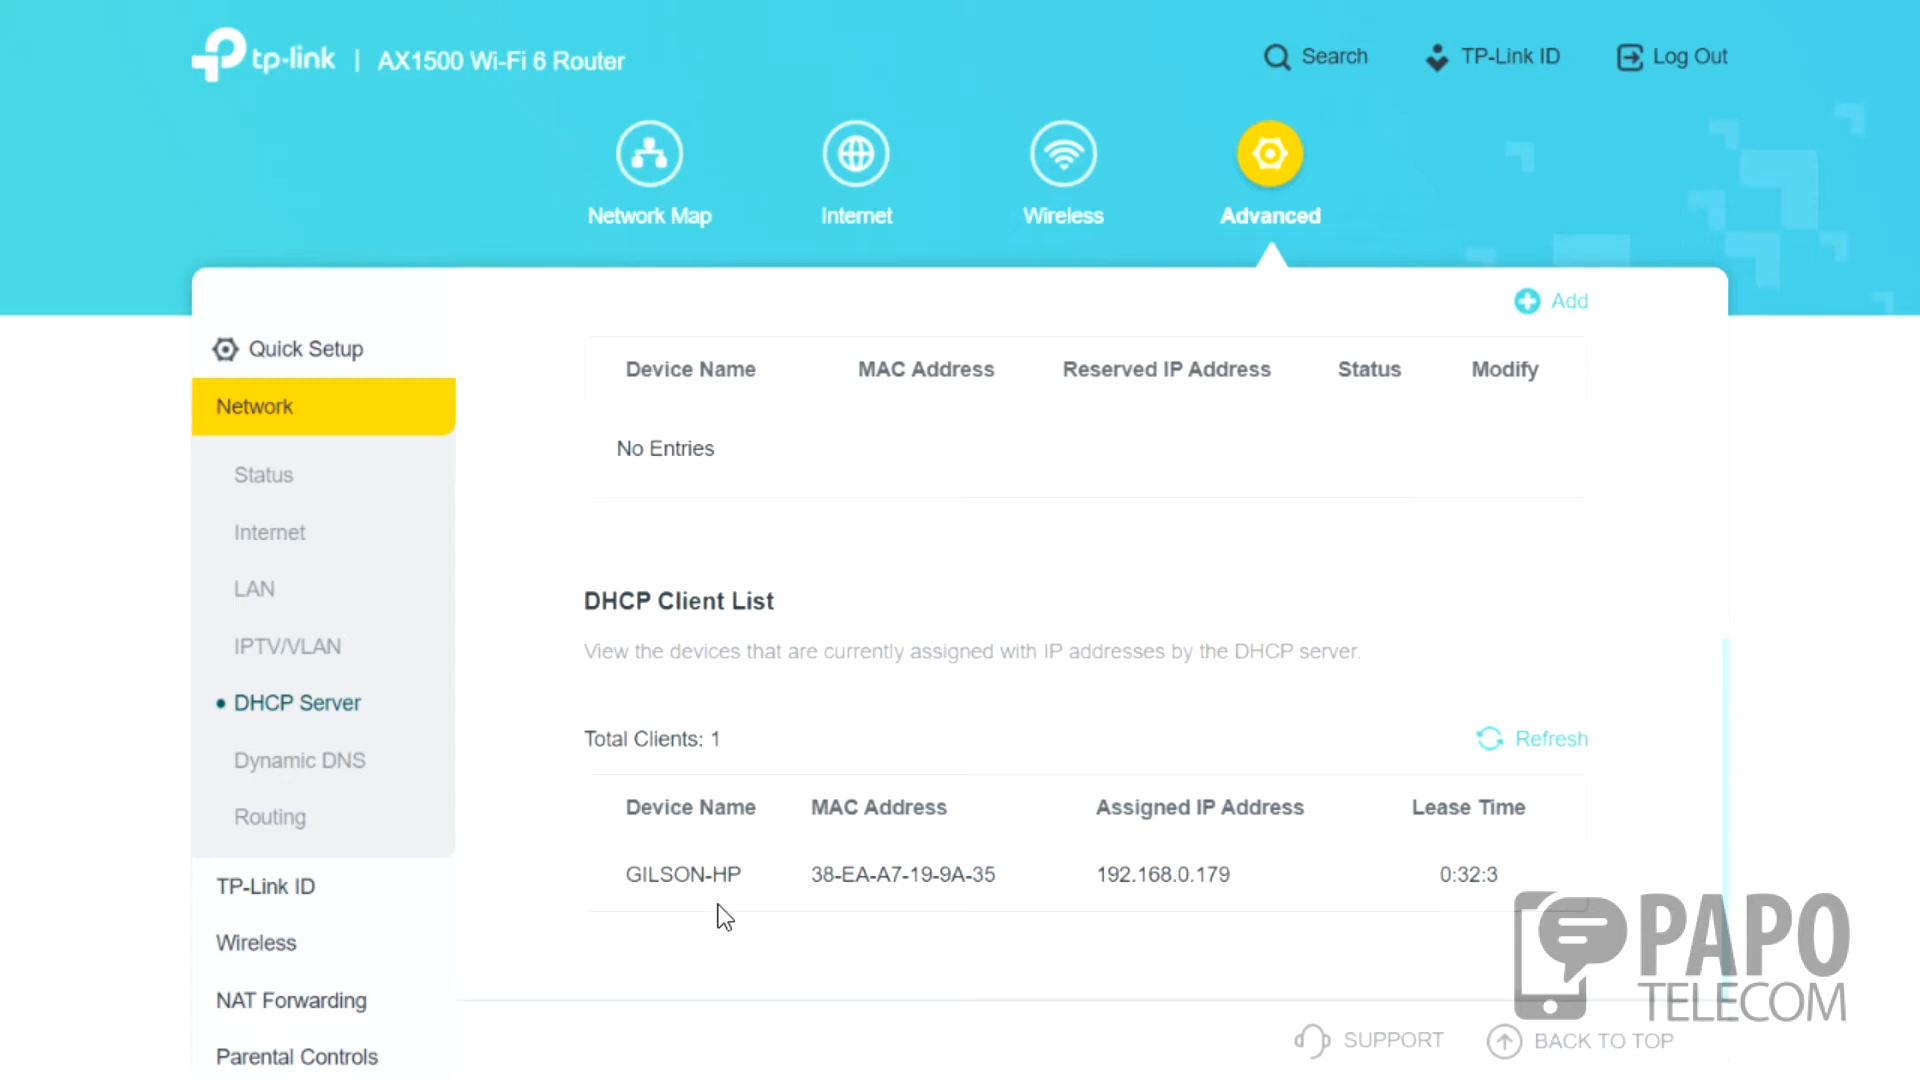 tp-link | AX1500 Wi-Fi 6 Router
Search
TP-Link ID
Log Out
Network Map
Internet
Wireless
Advanced
Add
Quick Setup
Network
Status
Internet
LAN
IPTV/VLAN
DHCP Server
Dynamic DNS
Routing
TP-Link ID
Wireless
NAT Forwarding
Parental Controls
Device Name MAC Address Reserved IP Address Status Modify
No Entries
DHCP Client List
View the devices that are currently assigned with IP addresses by the DHCP server.
Total Clients: 1
Refresh
Device Name MAC Address Assigned IP Address Lease Time
GILSON-HP 38-EA-A7-19-9A-35 192.168.0.179 0:32:3
PAPO
TELECOM
SUPPORT
BACK TO TOP